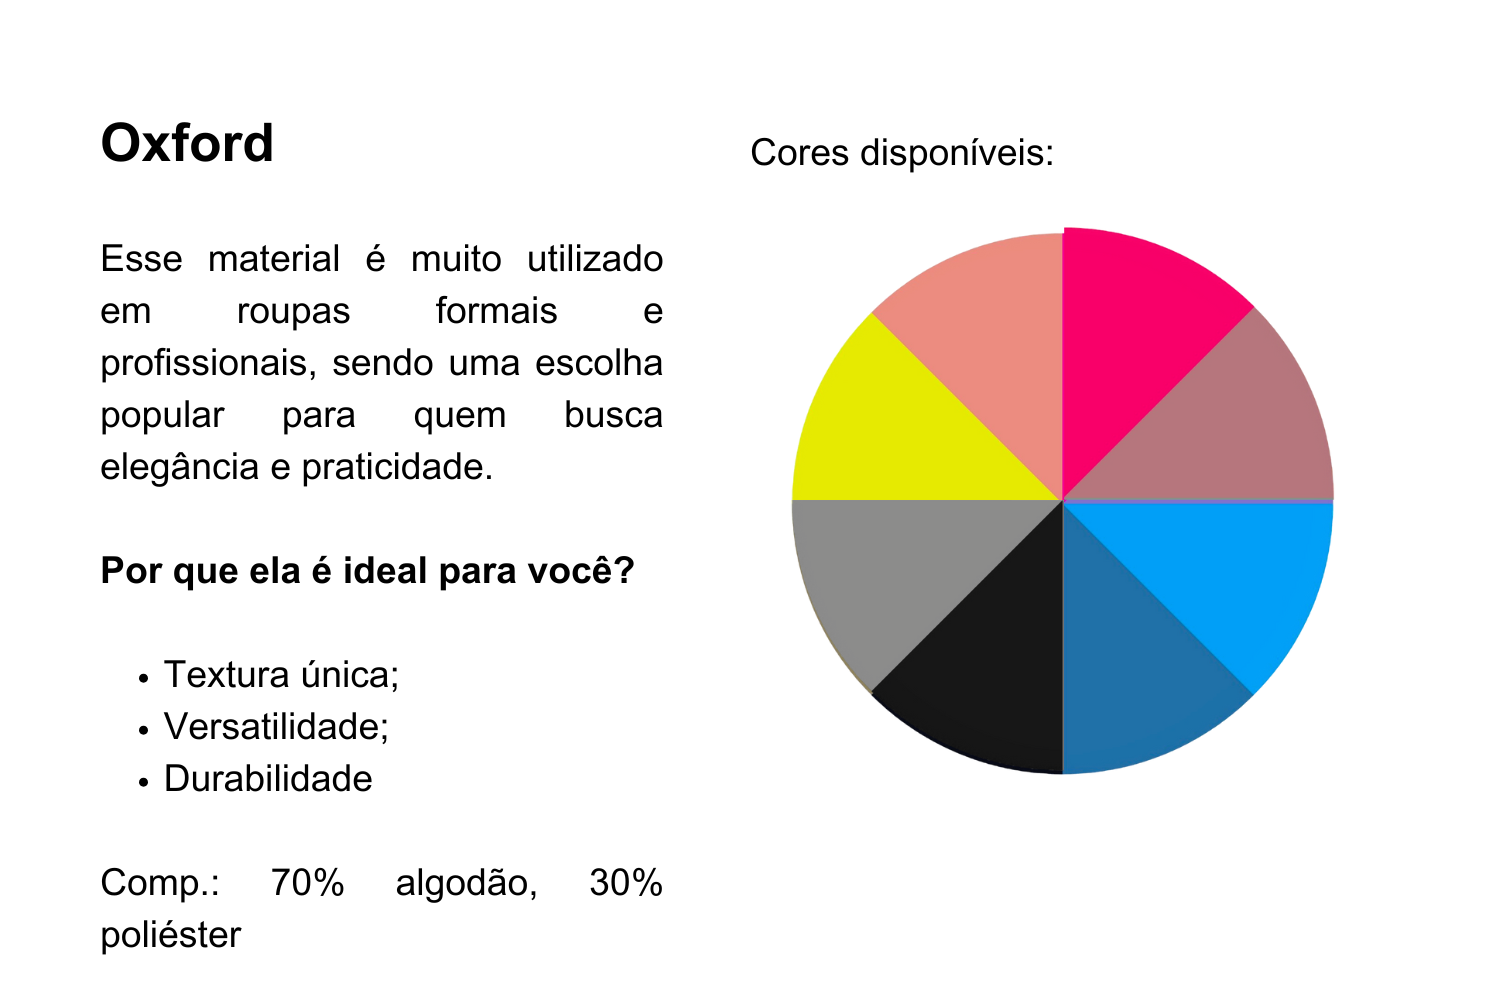 Oxford
Cores disponíveis:
Esse material é muito utilizado
em roupas formais e
profissionais, sendo uma escolha
popular para quem busca
elegância e praticidade.
Por que ela é ideal para você?
• Textura única;
• Versatilidade;
• Durabilidade
Comp.: 70% algodão, 30%
poliéster